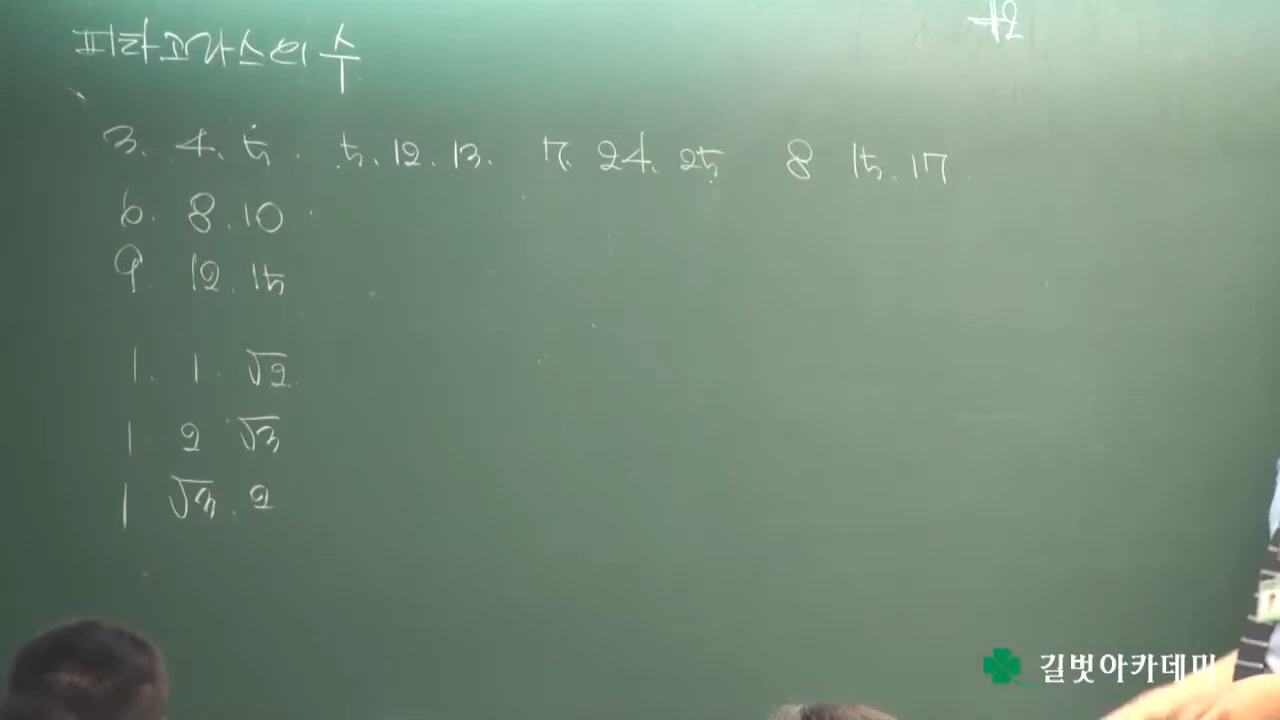 피타고라스의 수
3. 4. 5. 5. 12. 13. 7. 24. 25 8 15. 17.
6. 8. 10
9. 12. 15
1. 1. √2
1 2 √3
1 √3. 2
길벗아카데미